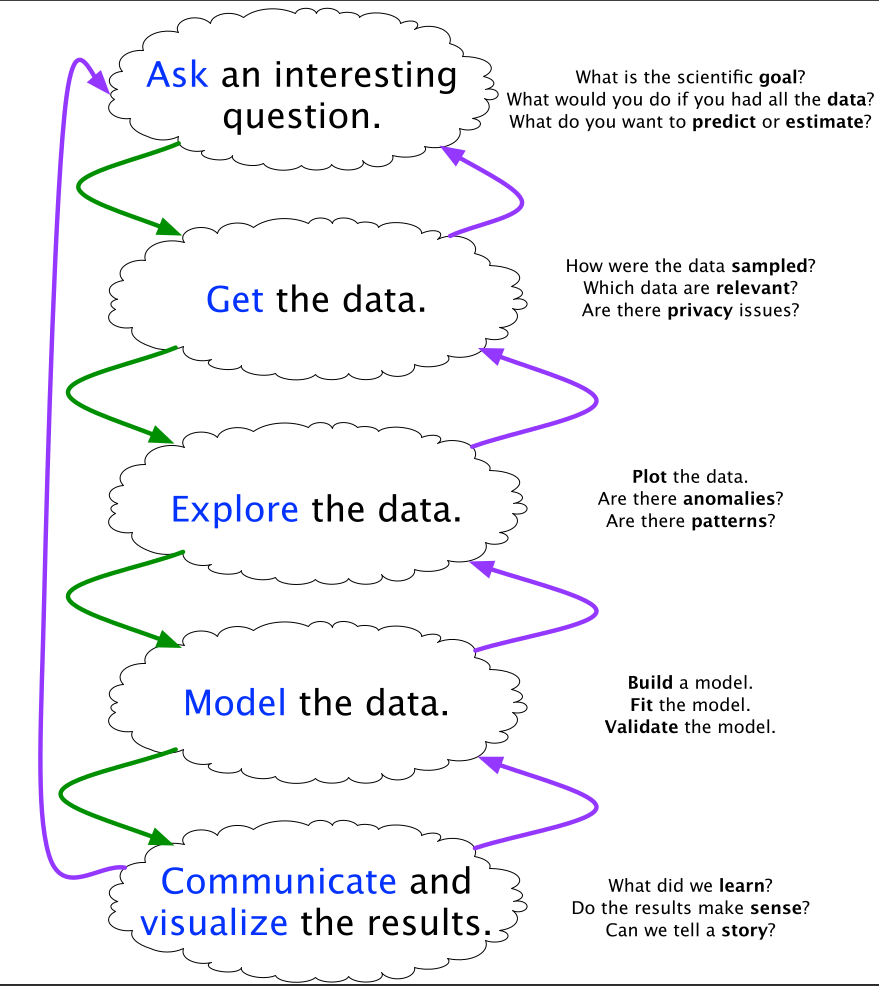 Ask an interesting
question.
What is the scientific goal?
What would you do if you had all the data?
What do you want to predict or estimate?
Get the data.
How were the data sampled?
Which data are relevant?
Are there privacy issues?
Explore the data.
Plot the data.
Are there anomalies?
Are there patterns?
Model the data.
Build a model.
Fit the model.
Validate the model.
Communicate and
visualize the results.
What did we learn?
Do the results make sense?
Can we tell a story?